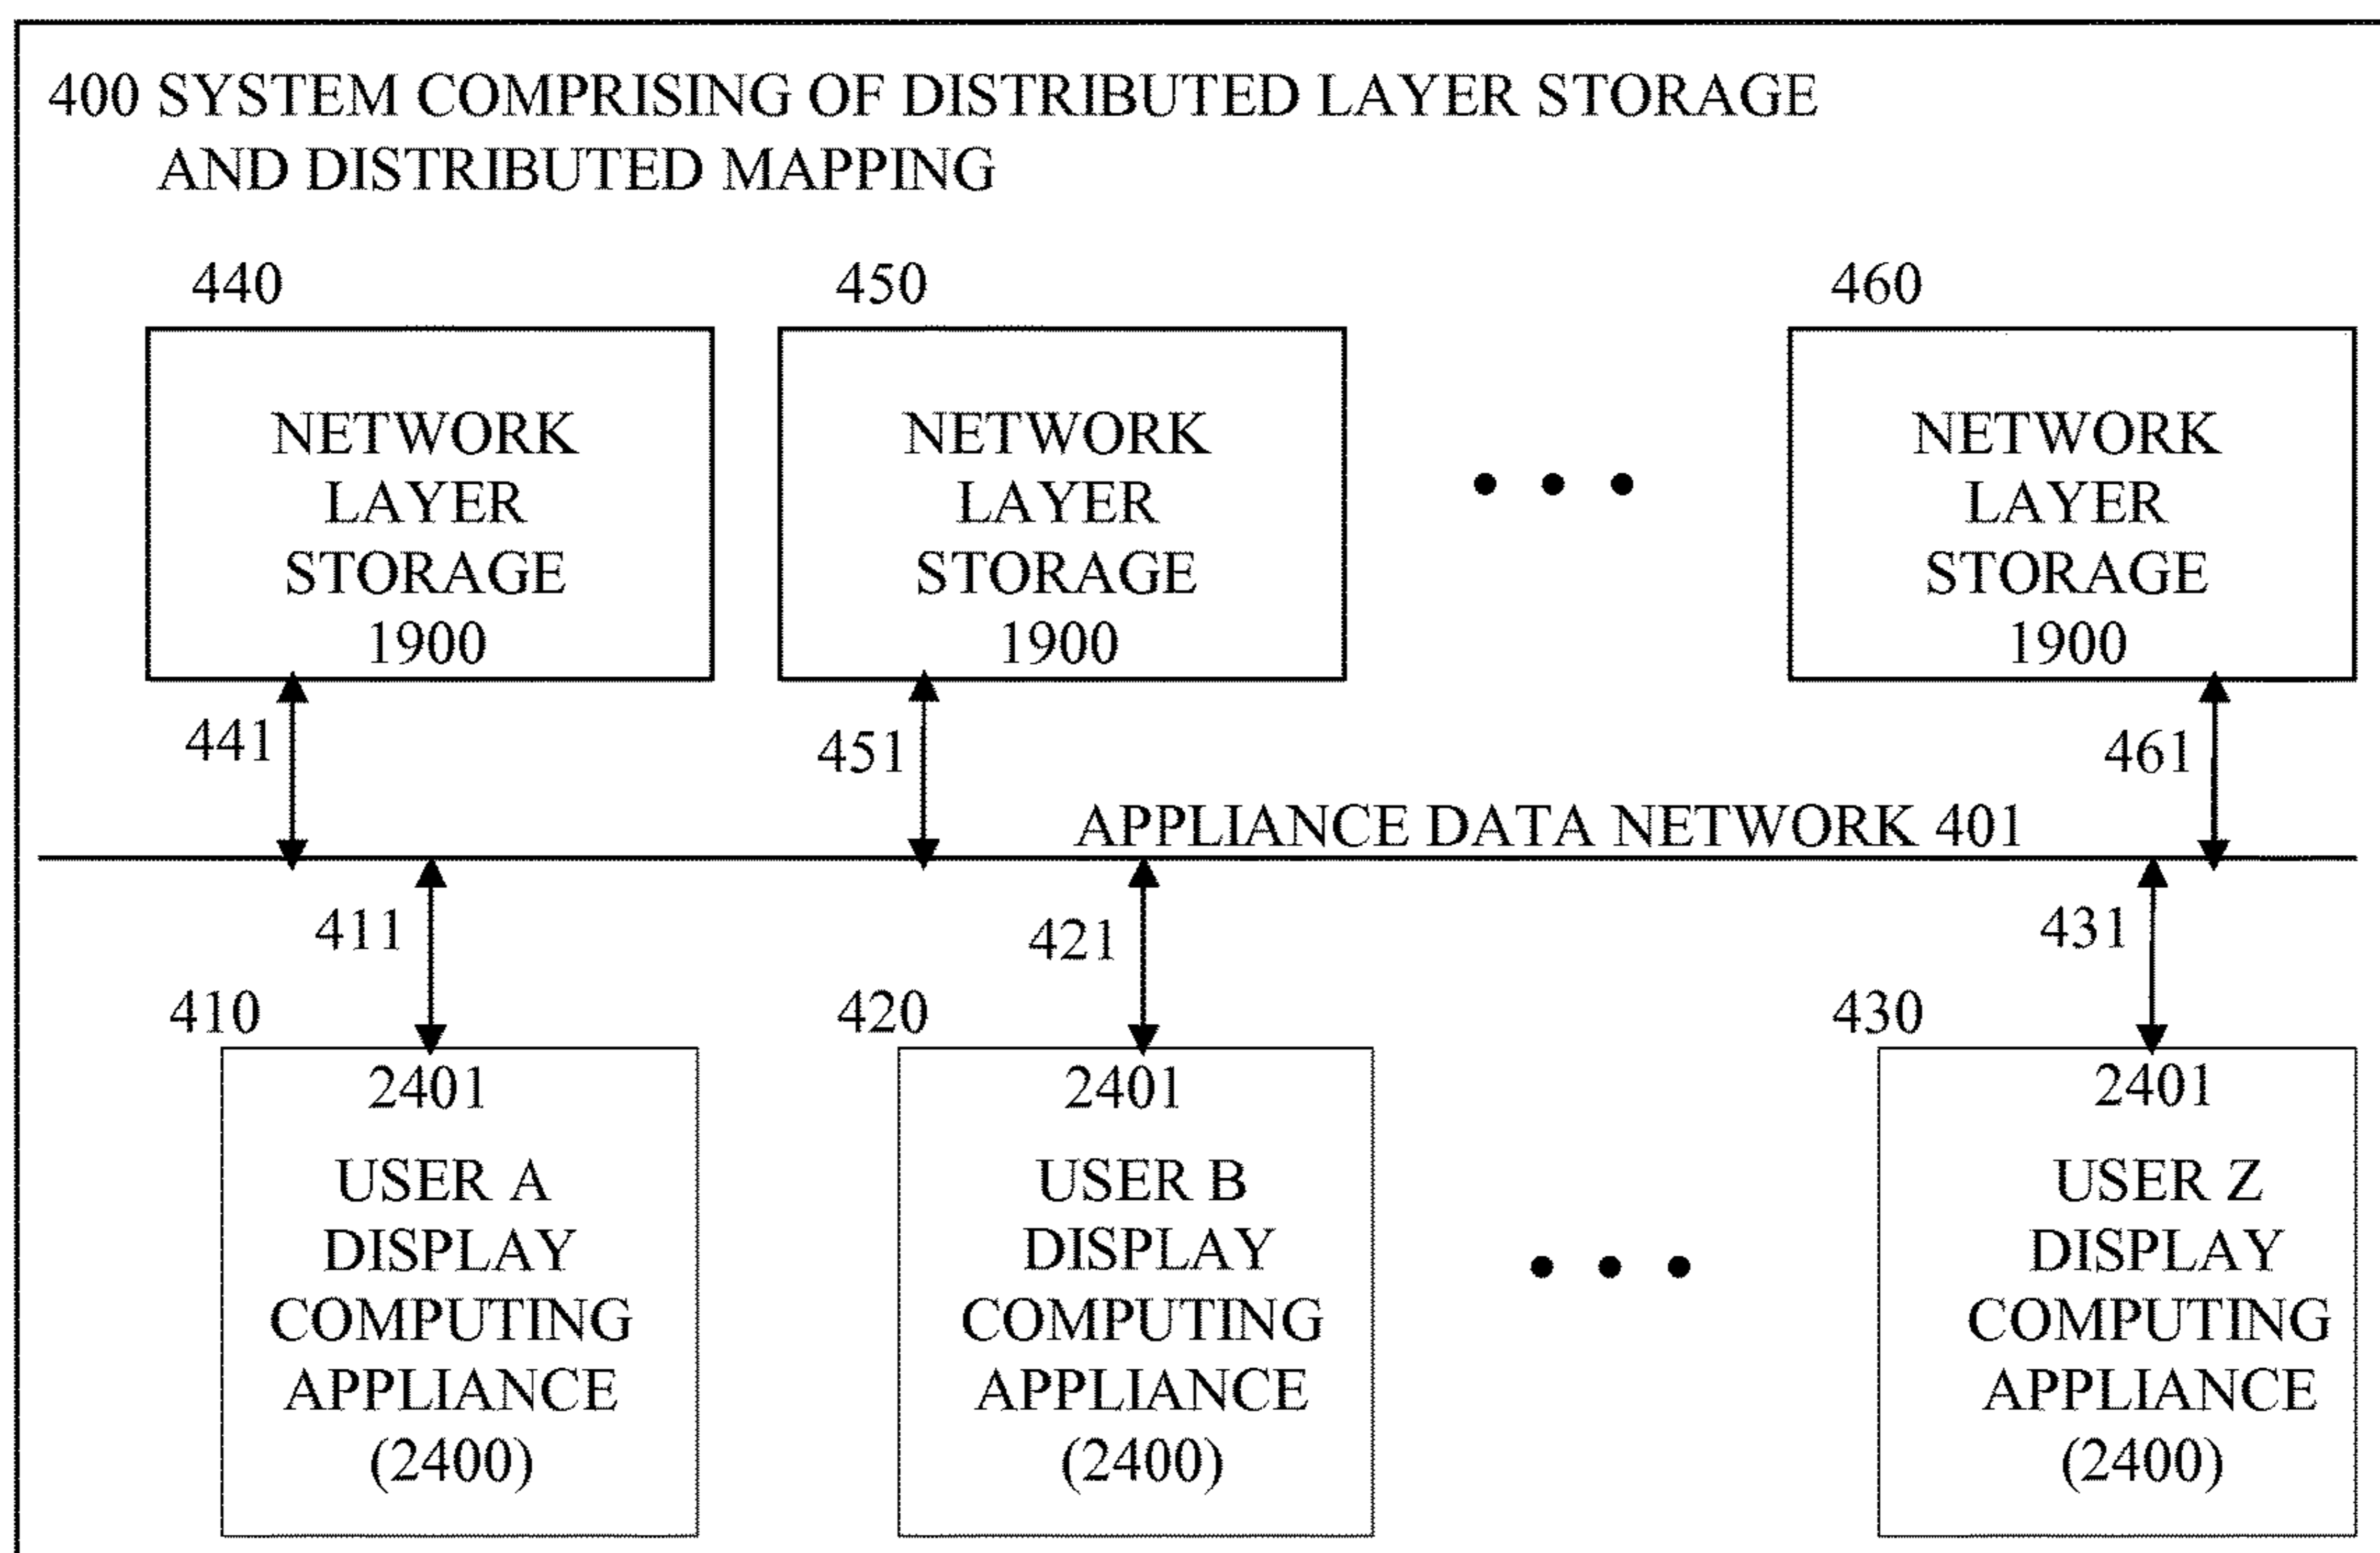 400 SYSTEM COMPRISING OF DISTRIBUTED LAYER STORAGE
AND DISTRIBUTED MAPPING
440
450
460
NETWORK
LAYER
STORAGE
1900
NETWORK
LAYER
STORAGE
1900
NETWORK
LAYER
STORAGE
1900
441
451
461
APPLIANCE DATA NETWORK 401
411
421
431
410
420
430
2401
USER A
DISPLAY
COMPUTING
APPLIANCE
(2400)
2401
USER B
DISPLAY
COMPUTING
APPLIANCE
(2400)
2401
USER Z
DISPLAY
COMPUTING
APPLIANCE
(2400)